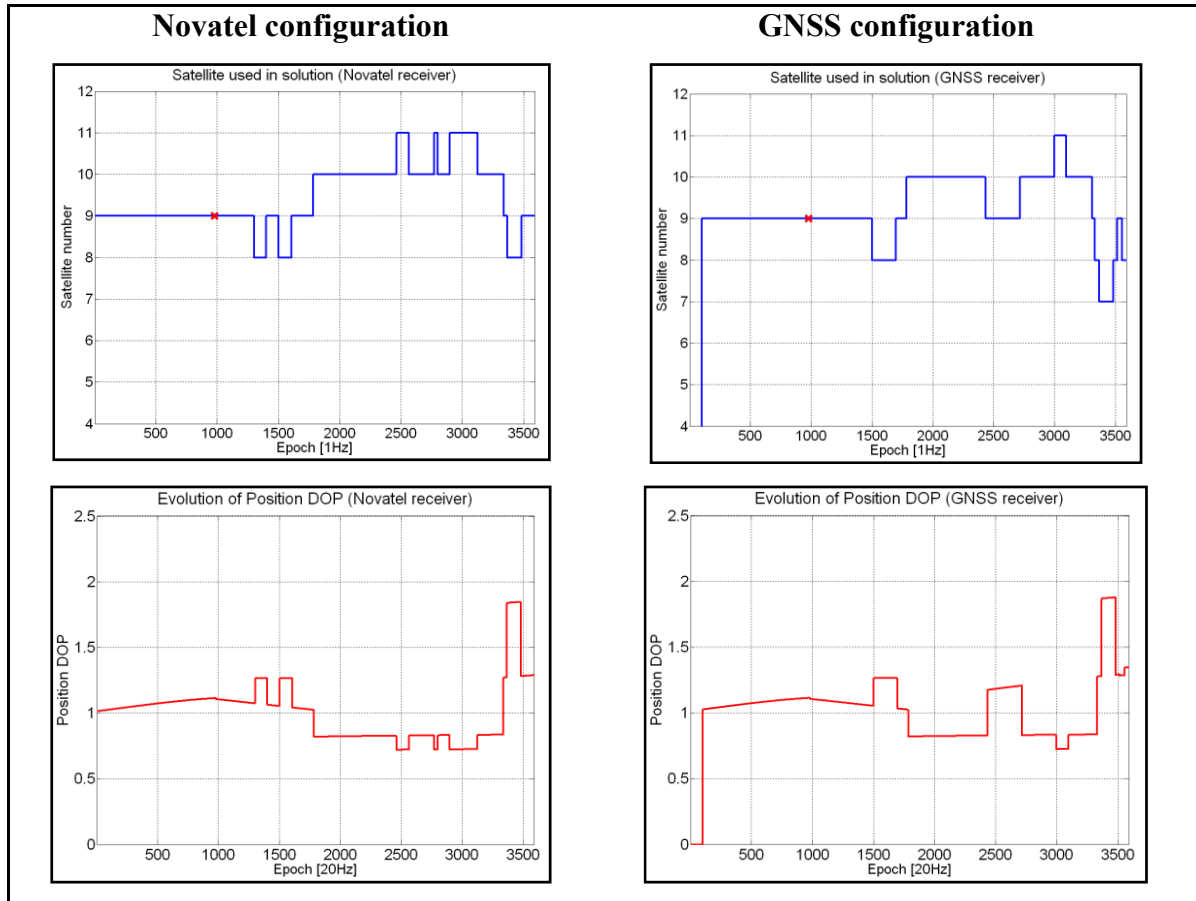 Novatel configuration
GNSS configuration
Satellite used in solution (Novatel receiver)
12
11
10
9
8
7
6
5
4
Satellite number
500 1000 1500 2000 2500 3000 3500
Epoch [1Hz]
Satellite used in solution (GNSS receiver)
12
11
10
9
8
7
6
5
4
Satellite number
500 1000 1500 2000 2500 3000 3500
Epoch [1Hz]
Evolution of Position DOP (Novatel receiver)
2.5
2
1.5
1
0.5
0
Position DOP
500 1000 1500 2000 2500 3000 3500
Epoch [20Hz]
Evolution of Position DOP (GNSS receiver)
2.5
2
1.5
1
0.5
0
Position DOP
500 1000 1500 2000 2500 3000 3500
Epoch [20Hz]